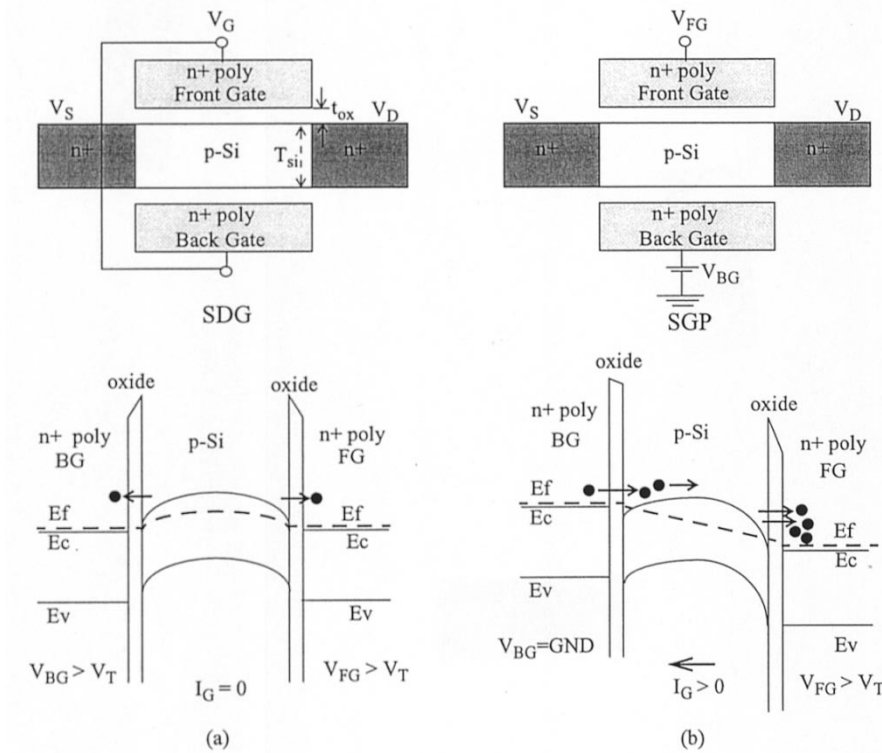 V_G
n+ poly
Front Gate
V_S
t_ox
V_D
n+
p-Si
T_si
n+
n+ poly
Back Gate
SDG
V_FG
n+ poly
Front Gate
V_S
V_D
n+
p-Si
n+
n+ poly
Back Gate
V_BG
SGP
oxide
oxide
n+ poly
BG
p-Si
n+ poly
FG
Ef
Ef
Ec
Ec
Ev
Ev
V_BG > V_T
I_G = 0
V_FG > V_T
(a)
oxide
n+ poly
BG
p-Si
oxide
n+ poly
FG
Ef
Ec
Ef
Ec
Ev
Ev
V_BG=GND
I_G > 0
V_FG > V_T
(b)